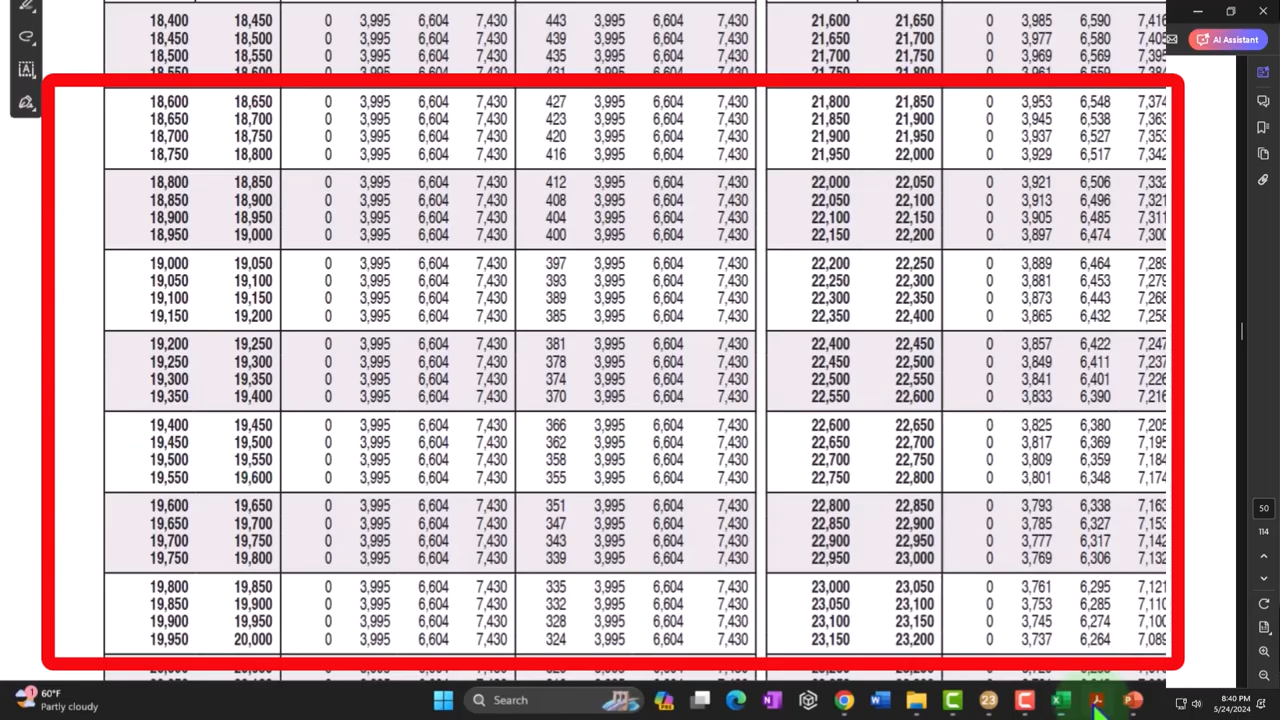 18,400 18,450 0 3,995 6,604 7,430 443 3,995 6,604 7,430 21,600 21,650 0 3,985 6,590 7,416
18,450 18,500 0 3,995 6,604 7,430 439 3,995 6,604 7,430 21,650 21,700 0 3,977 6,580 7,405
18,500 18,550 0 3,995 6,604 7,430 435 3,995 6,604 7,430 21,700 21,750 0 3,969 6,569 7,395
AI Assistant
18,600 18,650 0 3,995 6,604 7,430 427 3,995 6,604 7,430 21,800 21,850 0 3,953 6,548 7,374
18,650 18,700 0 3,995 6,604 7,430 423 3,995 6,604 7,430 21,850 21,900 0 3,945 6,538 7,363
18,700 18,750 0 3,995 6,604 7,430 420 3,995 6,604 7,430 21,900 21,950 0 3,937 6,527 7,353
18,750 18,800 0 3,995 6,604 7,430 416 3,995 6,604 7,430 21,950 22,000 0 3,929 6,517 7,342
18,800 18,850 0 3,995 6,604 7,430 412 3,995 6,604 7,430 22,000 22,050 0 3,921 6,506 7,332
18,850 18,900 0 3,995 6,604 7,430 408 3,995 6,604 7,430 22,050 22,100 0 3,913 6,496 7,321
18,900 18,950 0 3,995 6,604 7,430 404 3,995 6,604 7,430 22,100 22,150 0 3,905 6,485 7,311
18,950 19,000 0 3,995 6,604 7,430 400 3,995 6,604 7,430 22,150 22,200 0 3,897 6,474 7,300
19,000 19,050 0 3,995 6,604 7,430 397 3,995 6,604 7,430 22,200 22,250 0 3,889 6,464 7,289
19,050 19,100 0 3,995 6,604 7,430 393 3,995 6,604 7,430 22,250 22,300 0 3,881 6,453 7,279
19,100 19,150 0 3,995 6,604 7,430 389 3,995 6,604 7,430 22,300 22,350 0 3,873 6,443 7,268
19,150 19,200 0 3,995 6,604 7,430 385 3,995 6,604 7,430 22,350 22,400 0 3,865 6,432 7,258
19,200 19,250 0 3,995 6,604 7,430 381 3,995 6,604 7,430 22,400 22,450 0 3,857 6,422 7,247
19,250 19,300 0 3,995 6,604 7,430 378 3,995 6,604 7,430 22,450 22,500 0 3,849 6,411 7,237
19,300 19,350 0 3,995 6,604 7,430 374 3,995 6,604 7,430 22,500 22,550 0 3,841 6,401 7,226
19,350 19,400 0 3,995 6,604 7,430 370 3,995 6,604 7,430 22,550 22,600 0 3,833 6,390 7,216
19,400 19,450 0 3,995 6,604 7,430 366 3,995 6,604 7,430 22,600 22,650 0 3,825 6,380 7,205
19,450 19,500 0 3,995 6,604 7,430 362 3,995 6,604 7,430 22,650 22,700 0 3,817 6,369 7,195
19,500 19,550 0 3,995 6,604 7,430 358 3,995 6,604 7,430 22,700 22,750 0 3,809 6,359 7,184
19,550 19,600 0 3,995 6,604 7,430 355 3,995 6,604 7,430 22,750 22,800 0 3,801 6,348 7,174
19,600 19,650 0 3,995 6,604 7,430 351 3,995 6,604 7,430 22,800 22,850 0 3,793 6,338 7,163
19,650 19,700 0 3,995 6,604 7,430 347 3,995 6,604 7,430 22,850 22,900 0 3,785 6,327 7,153
19,700 19,750 0 3,995 6,604 7,430 343 3,995 6,604 7,430 22,900 22,950 0 3,777 6,317 7,142
19,750 19,800 0 3,995 6,604 7,430 339 3,995 6,604 7,430 22,950 23,000 0 3,769 6,306 7,132
19,800 19,850 0 3,995 6,604 7,430 335 3,995 6,604 7,430 23,000 23,050 0 3,761 6,295 7,121
19,850 19,900 0 3,995 6,604 7,430 332 3,995 6,604 7,430 23,050 23,100 0 3,753 6,285 7,110
19,900 19,950 0 3,995 6,604 7,430 328 3,995 6,604 7,430 23,100 23,150 0 3,745 6,274 7,100
19,950 20,000 0 3,995 6,604 7,430 324 3,995 6,604 7,430 23,150 23,200 0 3,737 6,264 7,089
50
114
1
60°F
Partly cloudy
Search
23
8:40 PM
5/24/2024